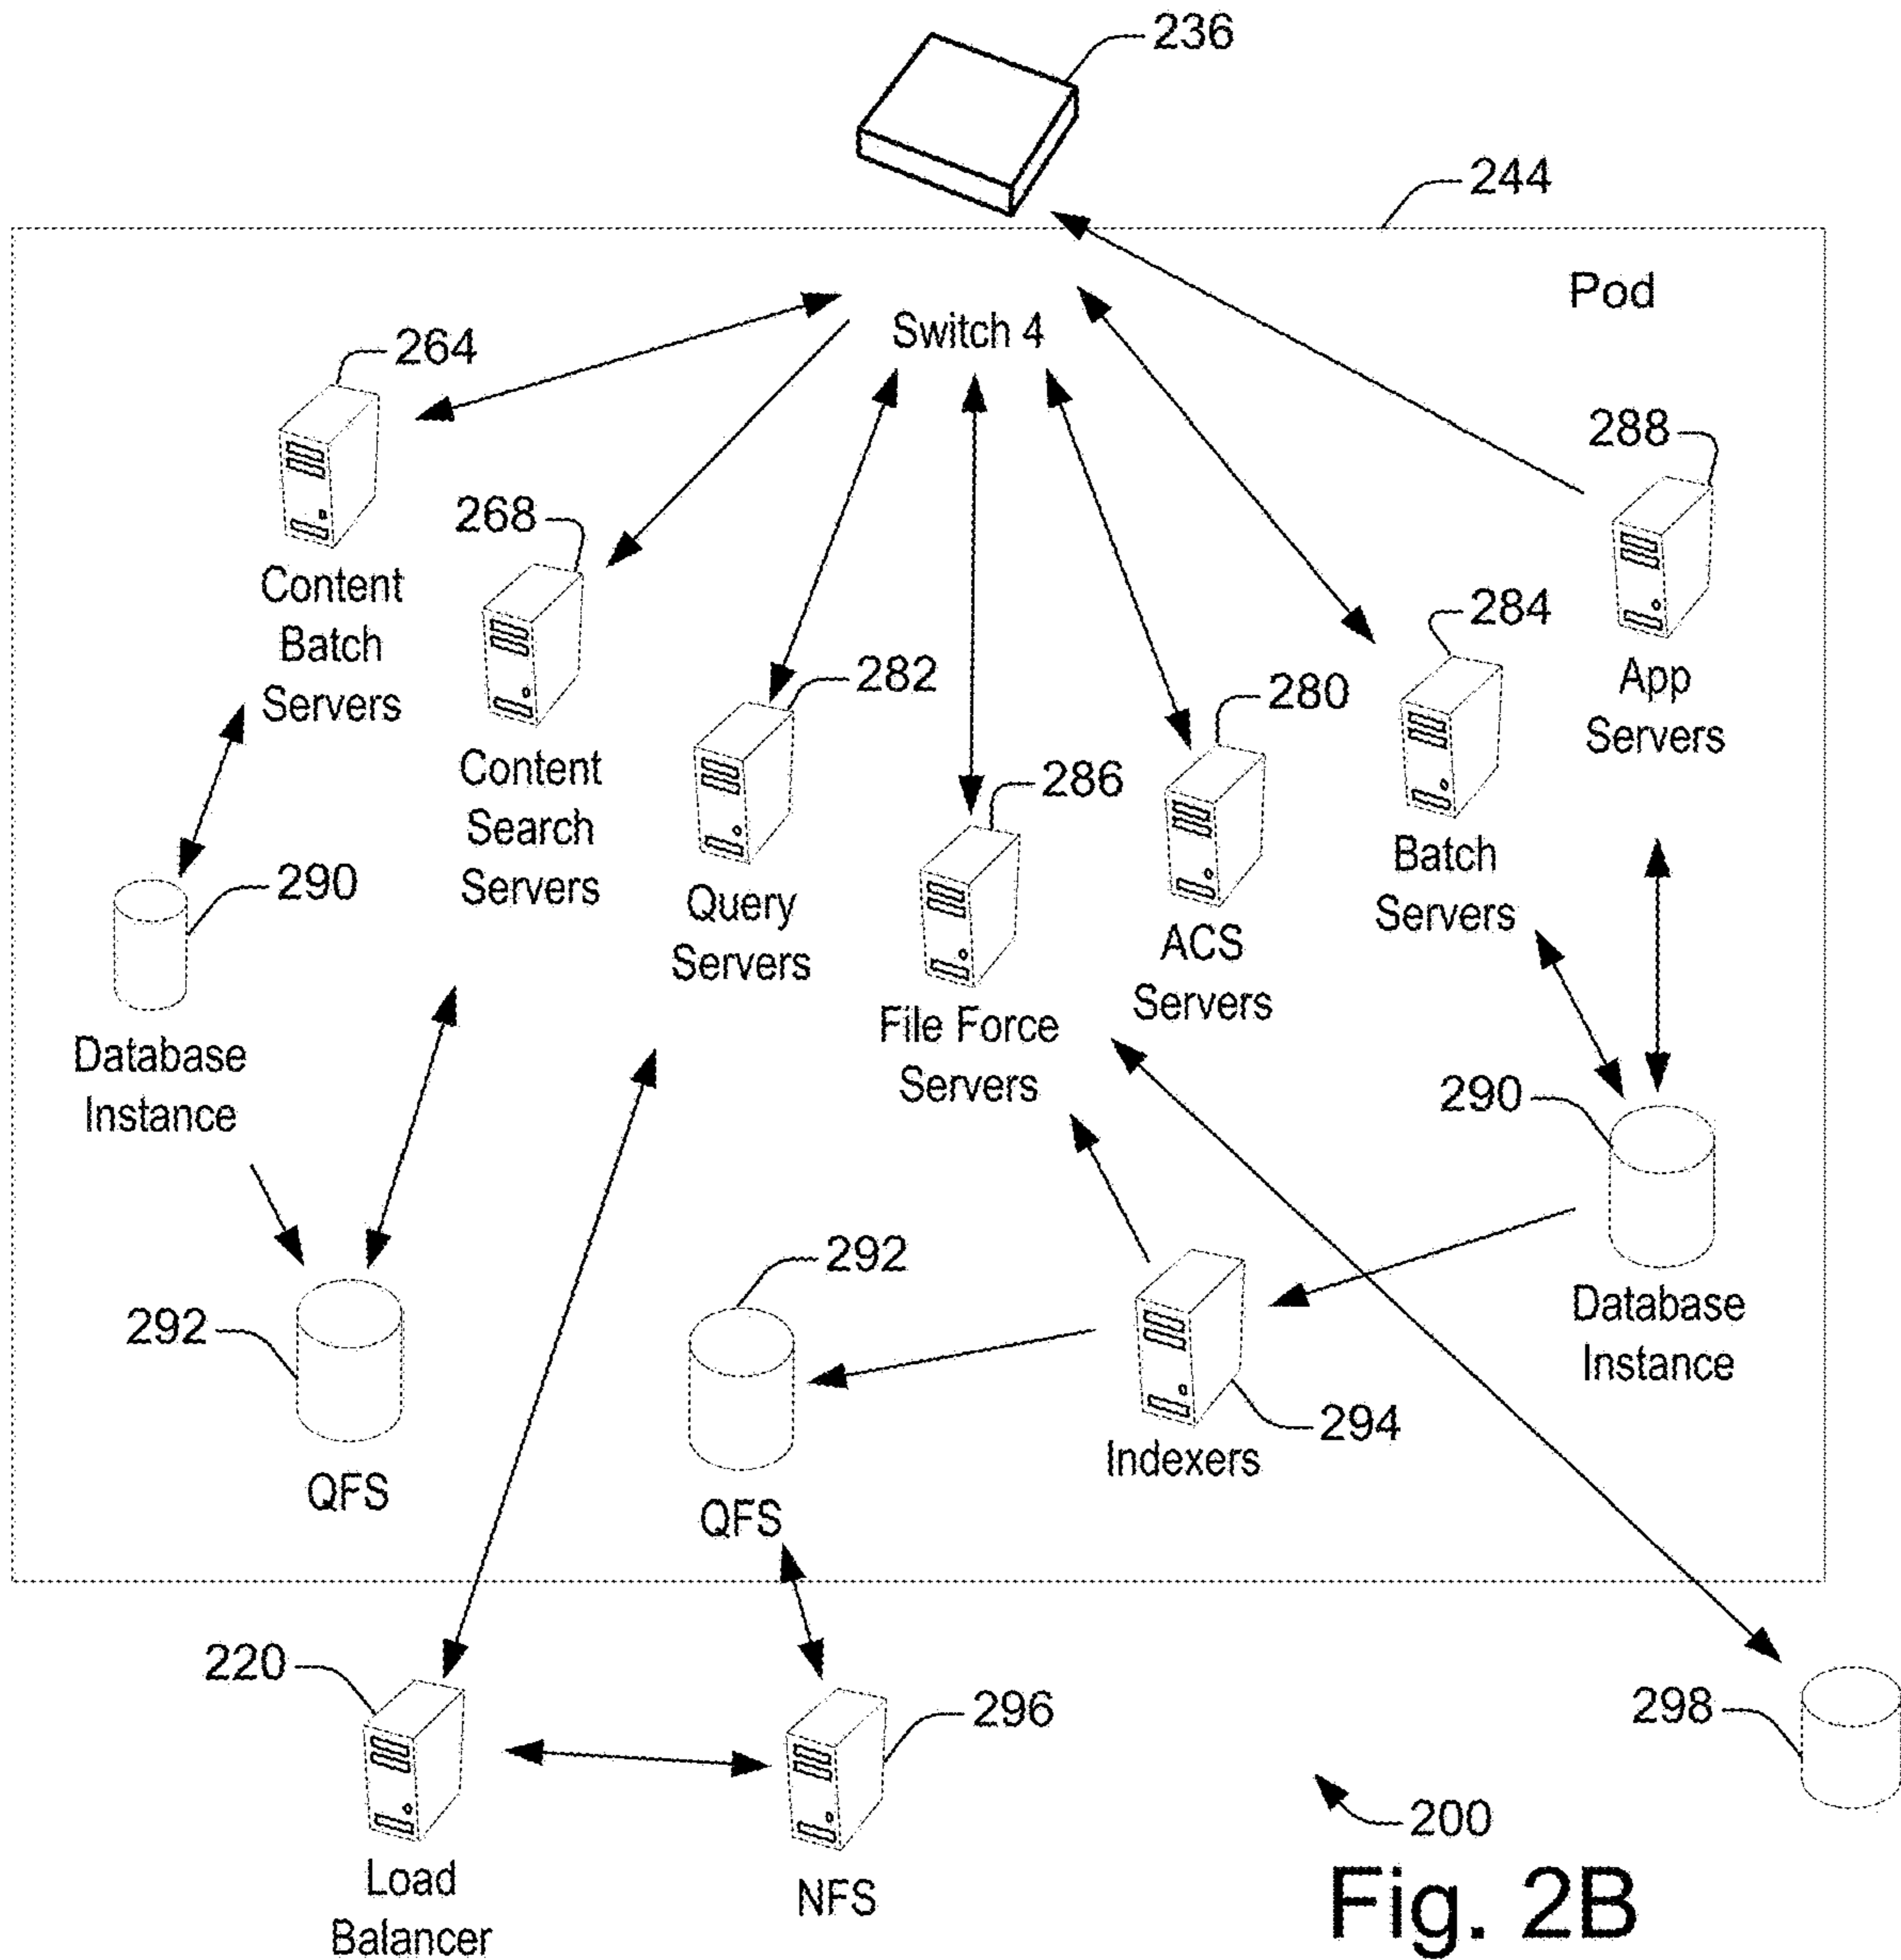 236
244
Pod
Switch 4
264
Content
Batch
Servers
268
Content
Search
Servers
282
Query
Servers
286
File Force
Servers
280
ACS
Servers
284
Batch
Servers
288
App
Servers
290
Database
Instance
290
Database
Instance
292
QFS
292
QFS
294
Indexers
220
Load
Balancer
296
NFS
298
200
Fig. 2B